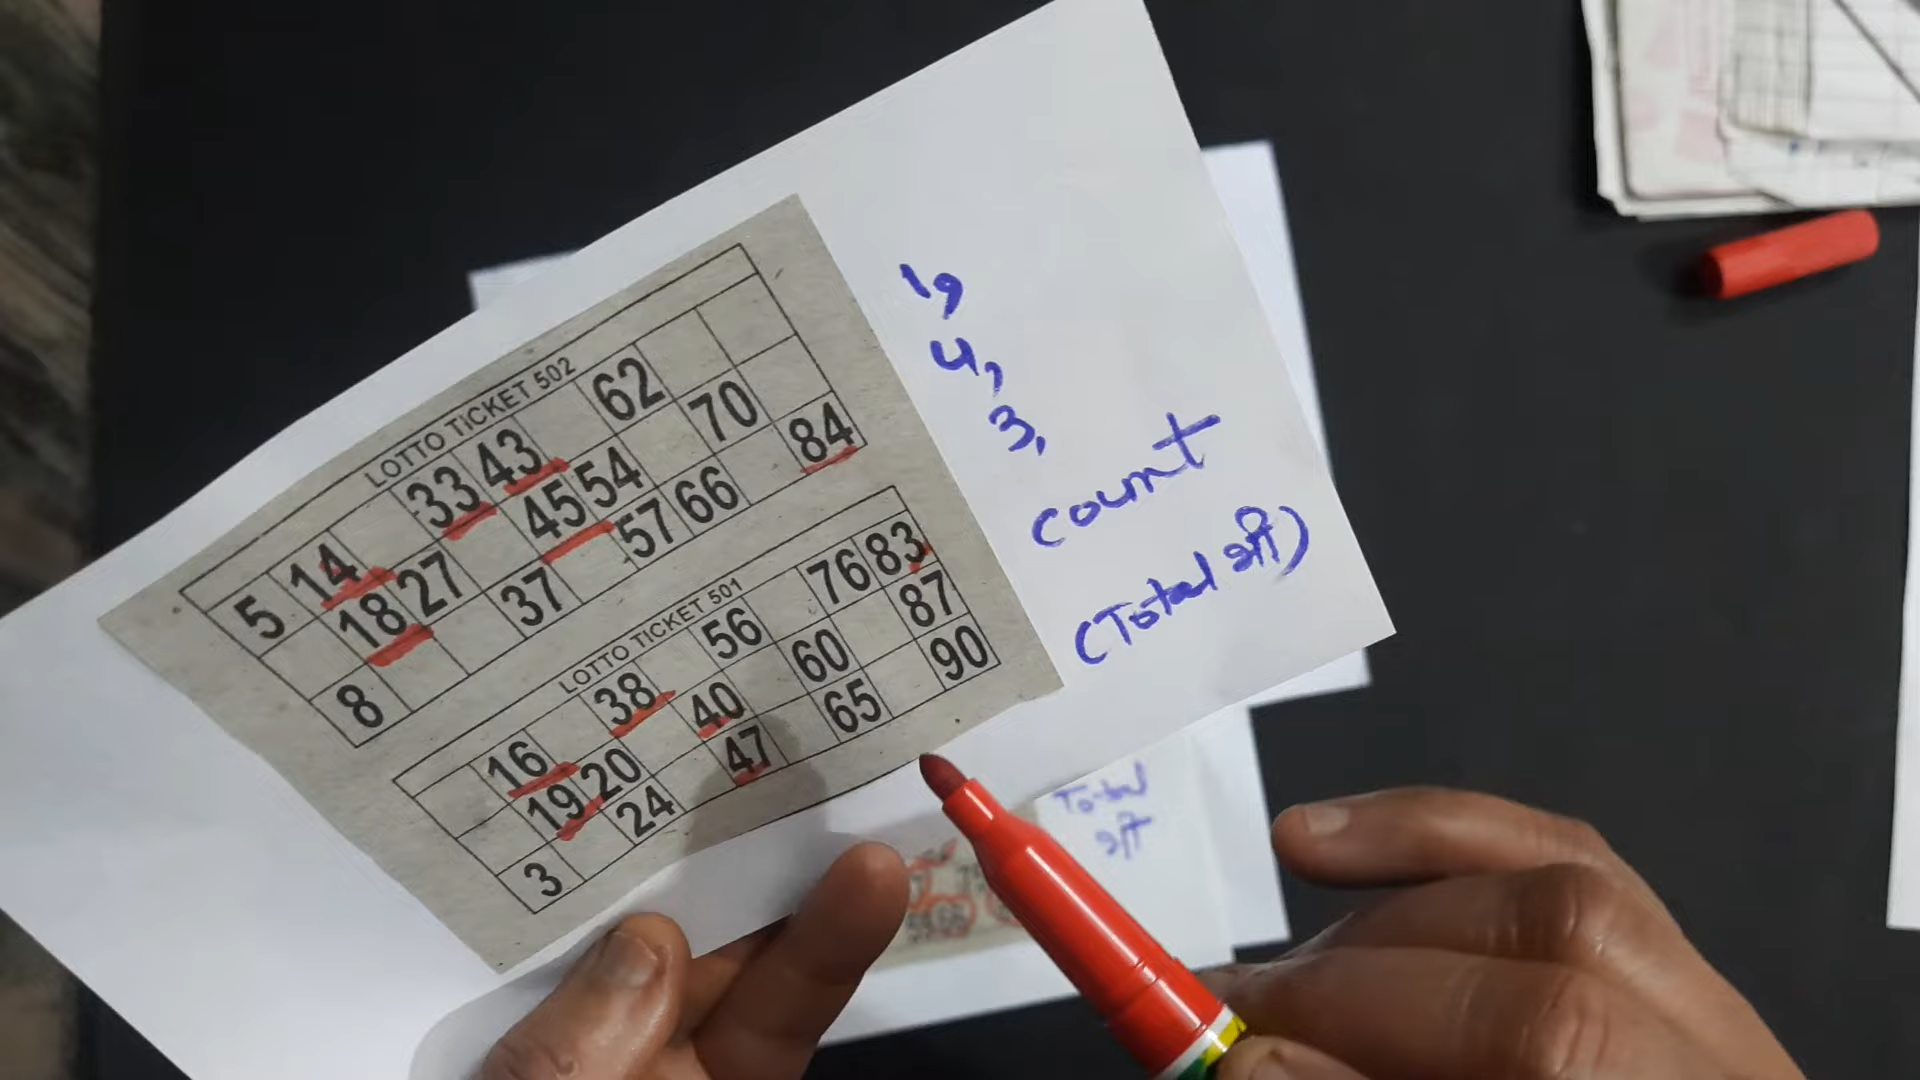 LOTTO TICKET 502
5 14 33 43 62
18 27 45 54 70
8 37 57 66 84
LOTTO TICKET 501
16 38 56 76 83
19 20 40 60 87
3 24 47 65 90
1,
4,
3,
count
(Total श्री)
Total
श्री